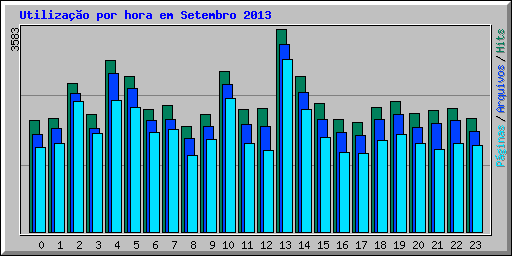 Utilização por hora em Setembro 2013
3583
Páginas/Arquivos/Hits
0 1 2 3 4 5 6 7 8 9 10 11 12 13 14 15 16 17 18 19 20 21 22 23